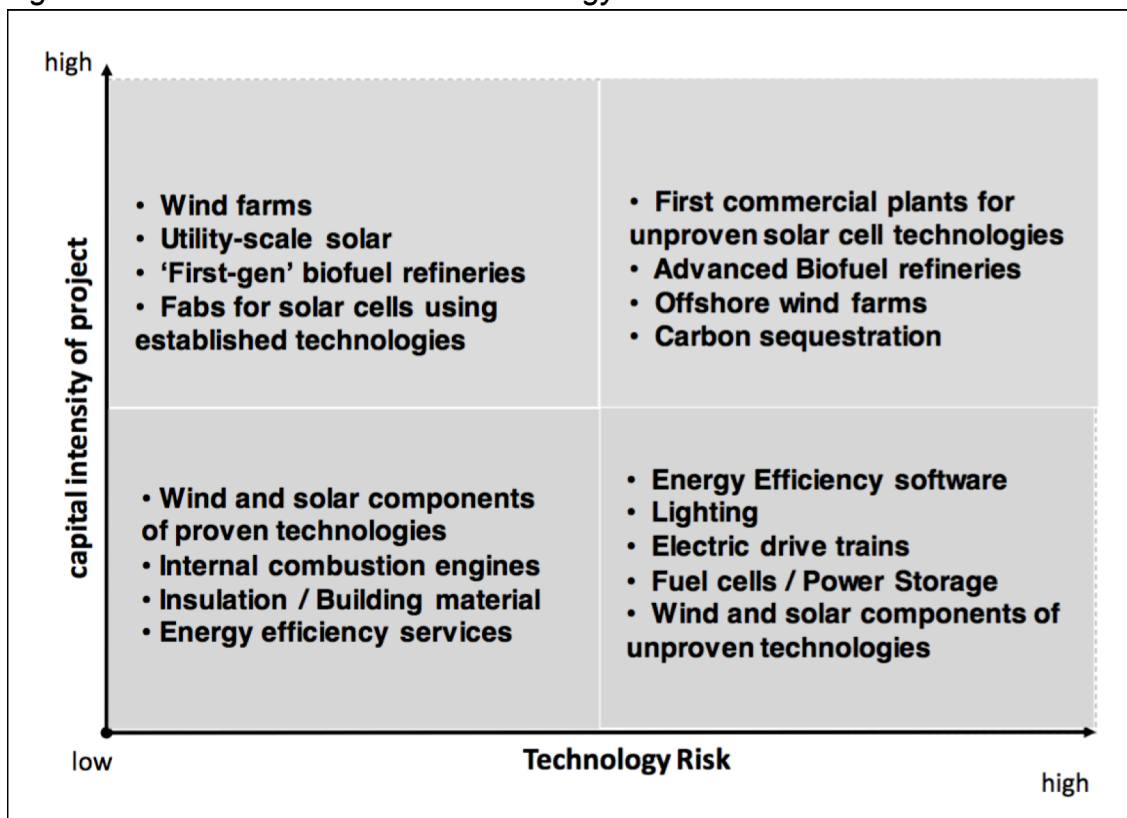 high
• Wind farms
• Utility-scale solar
• ‘First-gen’ biofuel refineries
• Fabs for solar cells using
established technologies
• First commercial plants for
unproven solar cell technologies
• Advanced Biofuel refineries
• Offshore wind farms
• Carbon sequestration
capital intensity of project
• Wind and solar components
of proven technologies
• Internal combustion engines
• Insulation / Building material
• Energy efficiency services
• Energy Efficiency software
• Lighting
• Electric drive trains
• Fuel cells / Power Storage
• Wind and solar components of
unproven technologies
low
Technology Risk
high